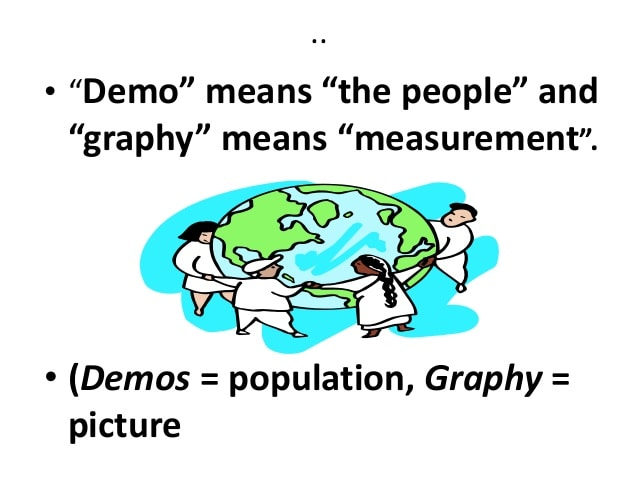 ..
• “Demo” means “the people” and
“graphy” means “measurement”.
• (Demos = population, Graphy =
picture